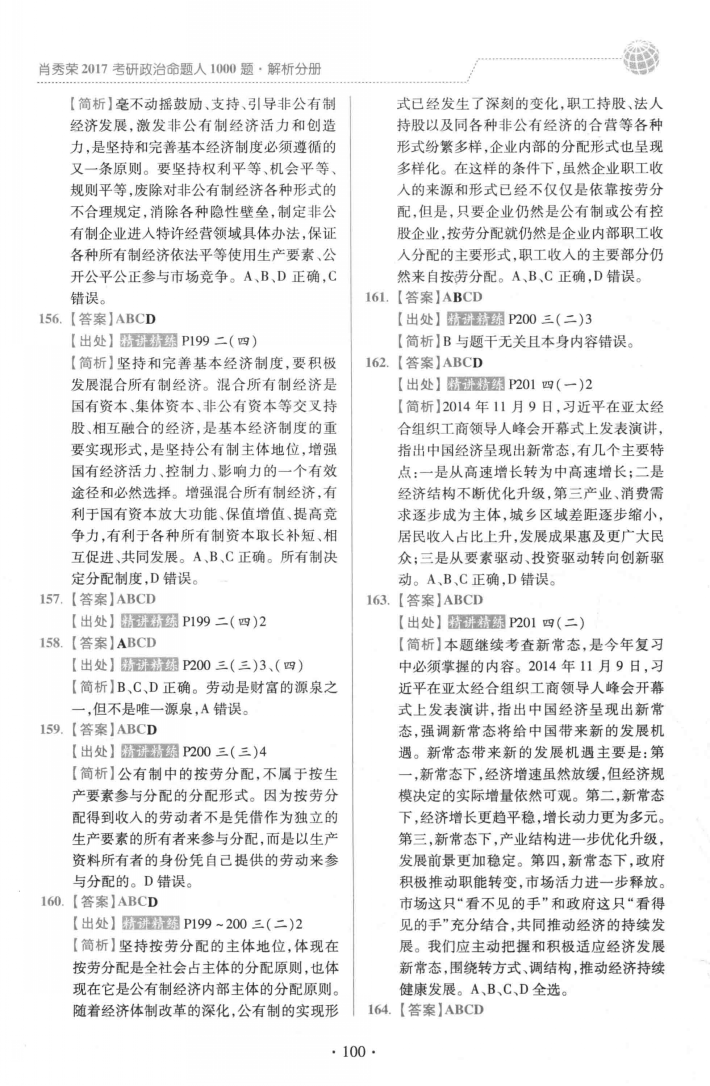 肖秀荣2017考研政治命题人1000题·解析分册
【简析】毫不动摇鼓励、支持、引导非公有制
经济发展,激发非公有制经济活力和创造
力,是坚持和完善基本经济制度必须遵循的
又一条原则。要坚持权利平等、机会平等、
规则平等,废除对非公有制经济各种形式的
不合理规定,消除各种隐性壁垒,制定非公
有制企业进入特许经营领域具体办法,保证
各种所有制经济依法平等使用生产要素、公
开公平公正参与市场竞争。A、B、D 正确,C
错误。
156. 【答案】ABCD
【出处】精讲精练 P199 二(四)
【简析】坚持和完善基本经济制度,要积极
发展混合所有制经济。混合所有制经济是
国有资本、集体资本、非公有资本等交叉持
股、相互融合的经济,是基本经济制度的重
要实现形式,是坚持公有制主体地位,增强
国有经济活力、控制力、影响力的一个有效
途径和必然选择。增强混合所有制经济,有
利于国有资本放大功能、保值增值、提高竞
争力,有利于各种所有制资本取长补短、相
互促进、共同发展。A、B、C 正确。所有制决
定分配制度,D 错误。
157. 【答案】ABCD
【出处】精讲精练 P199 二(四)2
158. 【答案】ABCD
【出处】精讲精练 P200 三(三)3、(四)
【简析】B、C、D 正确。劳动是财富的源泉之
一,但不是唯一源泉,A 错误。
159. 【答案】ABCD
【出处】精讲精练 P200 三(三)4
【简析】公有制中的按劳分配,不属于按生
产要素参与分配的分配形式。因为按劳分
配得到收入的劳动者不是凭借作为独立的
生产要素的所有者来参与分配,而是以生产
资料所有者的身份凭自己提供的劳动来参
与分配的。D 错误。
160. 【答案】ABCD
【出处】精讲精练 P199~200 三(二)2
【简析】坚持按劳分配的主体地位,体现在
按劳分配是全社会占主体的分配原则,也体
现在它是公有制经济内部主体的分配原则。
随着经济体制改革的深化,公有制的实现形
式已经发生了深刻的变化,职工持股、法人
持股以及同各种非公有经济的合营等各种
形式纷繁多样,企业内部的分配形式也呈现
多样化。在这样的条件下,虽然企业职工收
入的来源和形式已经不仅仅是依靠按劳分
配,但是,只要企业仍然是公有制或公有控
股企业,按劳分配就仍然是企业内部职工收
入分配的主要形式,职工收入的主要部分仍
然来自按劳分配。A、B、C 正确,D 错误。
161. 【答案】ABCD
【出处】精讲精练 P200 三(二)3
【简析】B 与题干无关且本身内容错误。
162. 【答案】ABCD
【出处】精讲精练 P201 四(一)2
【简析】2014 年 11 月 9 日,习近平在亚太经
合组织工商领导人峰会开幕式上发表演讲,
指出中国经济呈现出新常态,有几个主要特
点:一是从高速增长转为中高速增长;二是
经济结构不断优化升级,第三产业、消费需
求逐步成为主体,城乡区域差距逐步缩小,
居民收入占比上升,发展成果惠及更广大民
众;三是从要素驱动、投资驱动转向创新驱
动。A、B、C 正确,D 错误。
163. 【答案】ABCD
【出处】精讲精练 P201 四(二)
【简析】本题继续考查新常态,是今年复习
中必须掌握的内容。2014 年 11 月 9 日,习
近平在亚太经合组织工商领导人峰会开幕
式上发表演讲,指出中国经济呈现出新常
态,强调新常态将给中国带来新的发展机
遇。新常态带来新的发展机遇主要是:第
一,新常态下,经济增速虽然放缓,但经济规
模决定的实际增量依然可观。第二,新常态
下,经济增长更趋平稳,增长动力更为多元。
第三,新常态下,产业结构进一步优化升级,
发展前景更加稳定。第四,新常态下,政府
积极推动职能转变,市场活力进一步释放。
市场这只“看不见的手”和政府这只“看得
见的手”充分结合,共同推动经济的持续发
展。我们应主动把握和积极适应经济发展
新常态,围绕转方式、调结构,推动经济持续
健康发展。A、B、C、D 全选。
164. 【答案】ABCD
· 100 ·